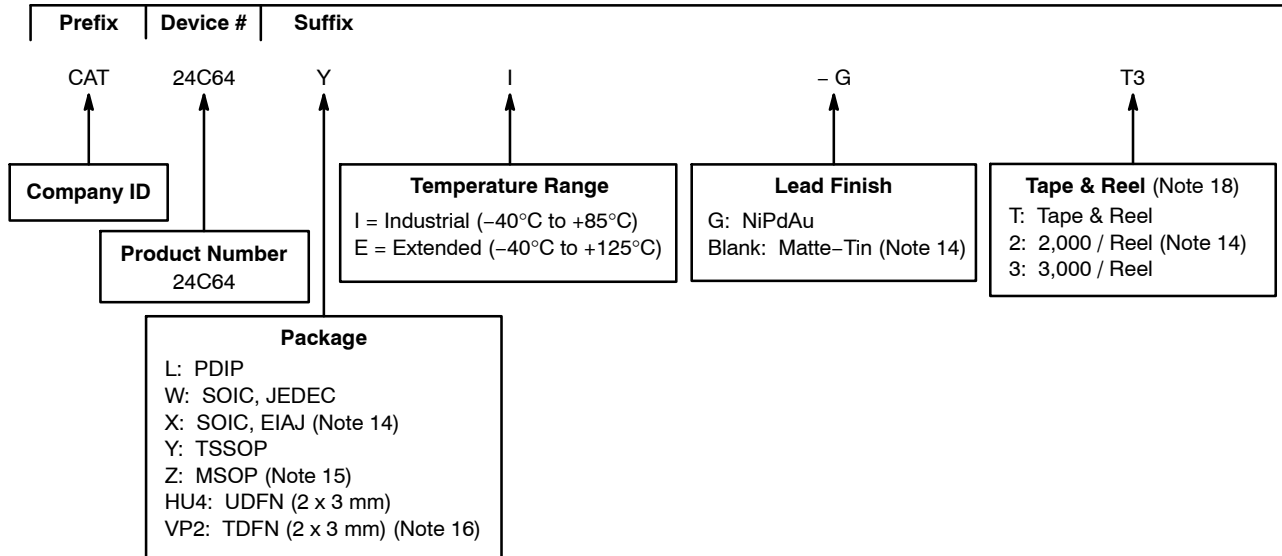 Prefix Device # Suffix
CAT 24C64 Y I – G T3
Company ID
Product Number
24C64
Temperature Range
I = Industrial (–40°C to +85°C)
E = Extended (–40°C to +125°C)
Lead Finish
G: NiPdAu
Blank: Matte–Tin (Note 14)
Tape & Reel (Note 18)
T: Tape & Reel
2: 2,000 / Reel (Note 14)
3: 3,000 / Reel
Package
L: PDIP
W: SOIC, JEDEC
X: SOIC, EIAJ (Note 14)
Y: TSSOP
Z: MSOP (Note 15)
HU4: UDFN (2 x 3 mm)
VP2: TDFN (2 x 3 mm) (Note 16)